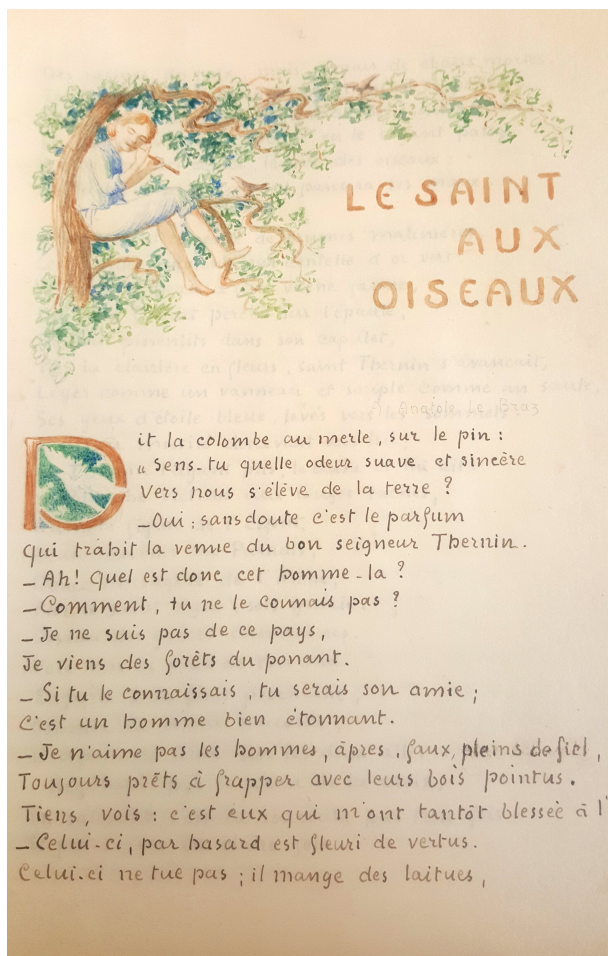 LE SAINT
AUX
OISEAUX
Anatole Le Braz
Dit la colombe au merle, sur le pin :
" Sens-tu quelle odeur suave et sincère
Vers nous s'élève de la terre ?
_Oui ; sans doute c'est le parfum
qui trahit la venue du bon seigneur Thernin.
_ Ah! Quel est donc cet homme-la ?
_Comment, tu ne le connais pas ?
_ Je ne suis pas de ce pays,
Je viens des forêts du ponant.
_ Si tu le connaissais, tu serais son amie ;
C'est un homme bien étonnant.
_ Je n'aime pas les hommes, âpres, faux, pleins de fiel,
Toujours prêts à frapper avec leurs bois pointus.
Tiens, vois : c'est eux qui m'ont tantôt blessée à l'
_ Celui-ci, par hasard est fleuri de vertus.
Celui-ci ne tue pas ; il mange des laitues,